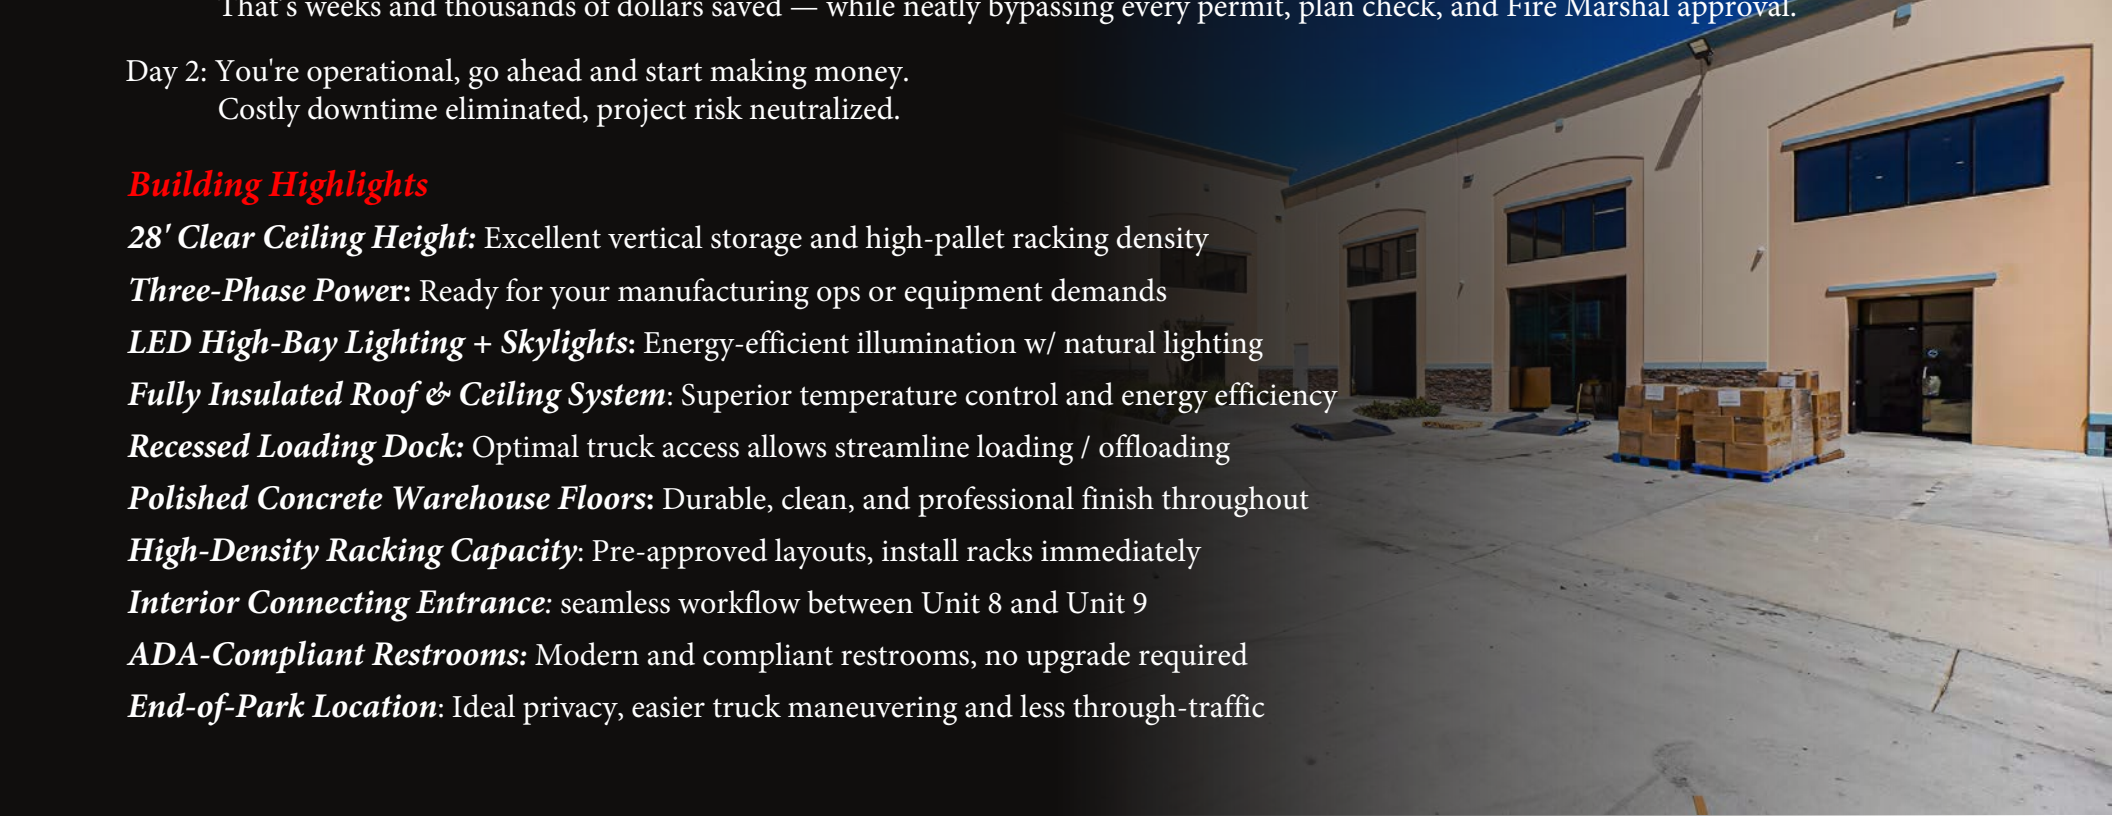 That's weeks and thousands of dollars saved — while neatly bypassing every permit, plan check, and Fire Marshal approval.
Day 2: You're operational, go ahead and start making money.
Costly downtime eliminated, project risk neutralized.
Building Highlights
28' Clear Ceiling Height: Excellent vertical storage and high-pallet racking density
Three-Phase Power: Ready for your manufacturing ops or equipment demands
LED High-Bay Lighting + Skylights: Energy-efficient illumination w/ natural lighting
Fully Insulated Roof & Ceiling System: Superior temperature control and energy efficiency
Recessed Loading Dock: Optimal truck access allows streamline loading / offloading
Polished Concrete Warehouse Floors: Durable, clean, and professional finish throughout
High-Density Racking Capacity: Pre-approved layouts, install racks immediately
Interior Connecting Entrance: seamless workflow between Unit 8 and Unit 9
ADA-Compliant Restrooms: Modern and compliant restrooms, no upgrade required
End-of-Park Location: Ideal privacy, easier truck maneuvering and less through-traffic